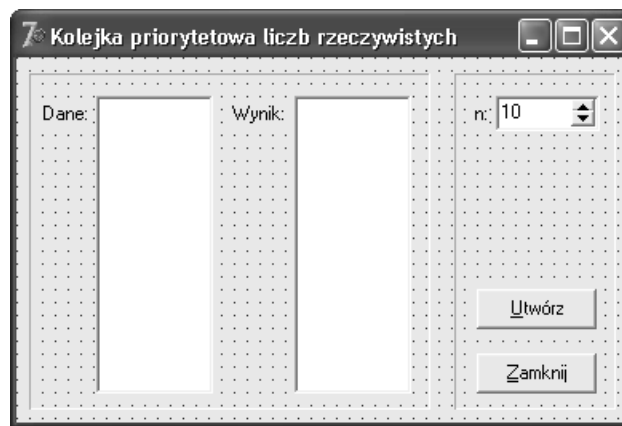 Kolejka priorytetowa liczb rzeczywistych
Dane:
Wynik:
n: 10
Utwórz
Zamknij